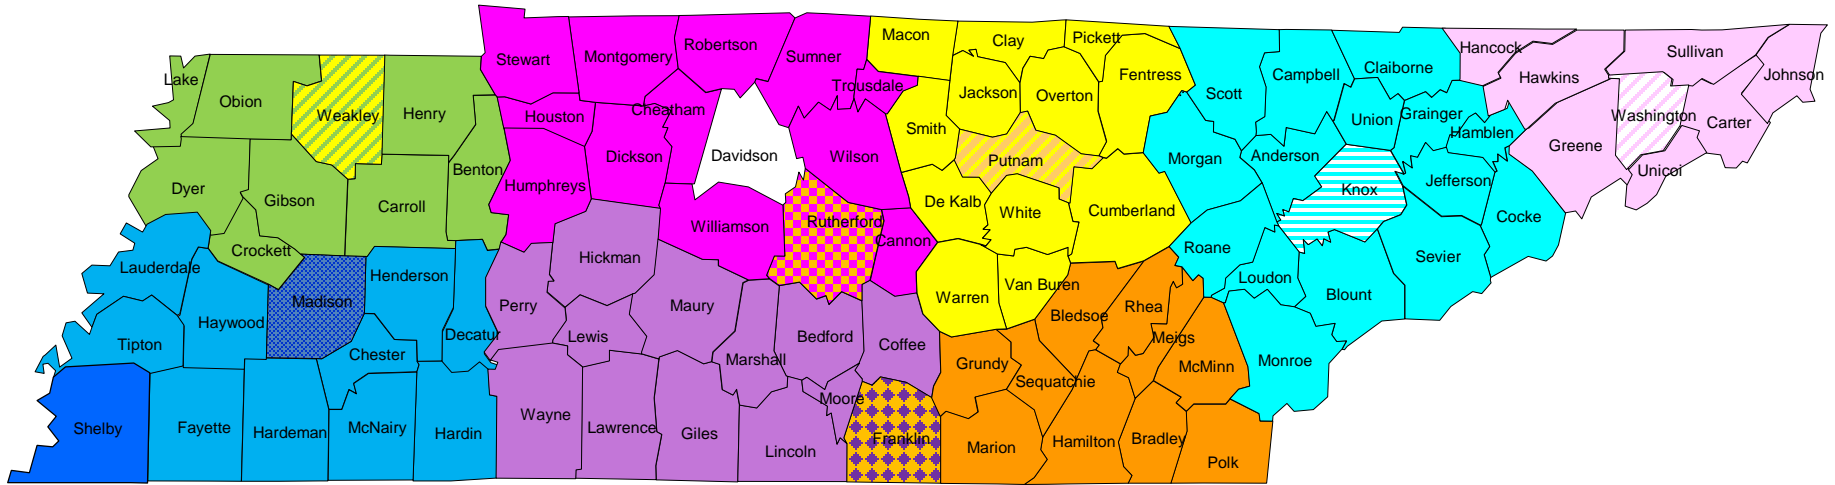 Lake
Obion
Weakley
Henry
Stewart
Montgomery
Robertson
Sumner
Macon
Clay
Pickett
Fentress
Scott
Campbell
Claiborne
Hancock
Hawkins
Sullivan
Johnson
Trousdale
Jackson
Overton
Houston
Cheatham
Smith
Union
Grainger
Hamblen
Washington
Carter
Greene
Dyer
Gibson
Carroll
Benton
Humphreys
Dickson
Davidson
Wilson
Putnam
Morgan
Anderson
Knox
Jefferson
Cocke
Unicoi
Crockett
Williamson
Rutherford
Cannon
De Kalb
White
Cumberland
Roane
Loudon
Blount
Sevier
Lauderdale
Madison
Henderson
Decatur
Perry
Hickman
Maury
Warren
Van Buren
Bledsoe
Rhea
Meigs
McMinn
Monroe
Tipton
Haywood
Chester
Lewis
Marshall
Bedford
Coffee
Grundy
Sequatchie
Shelby
Fayette
Hardeman
McNairy
Hardin
Wayne
Lawrence
Giles
Lincoln
Moore
Franklin
Marion
Hamilton
Bradley
Polk